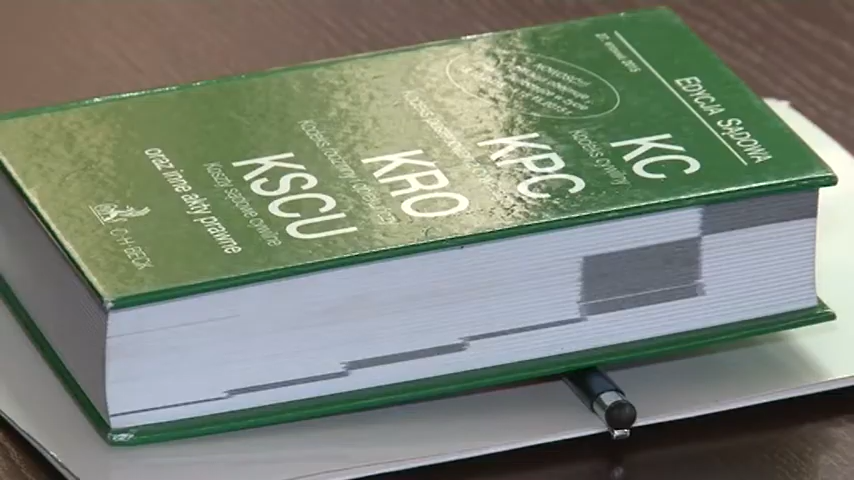 EDYCJA SĄDOWA
KC
Kodeks cywilny
KPC
Kodeks postępowania cywilnego
KRO
Kodeks rodzinny i opiekuńczy
KSCU
Koszty sądowe cywilne
oraz inne akty prawne
C·H·BECK